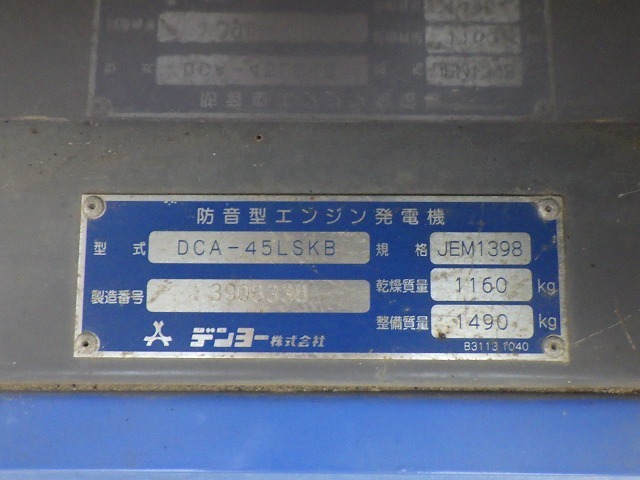 防音型エンジン発電機
型 式 DCA-45LSKB 規 格 JEM1398
製造番号 乾燥質量 1160 kg
整備質量 1490 kg
デンヨー株式会社
B3113 1040